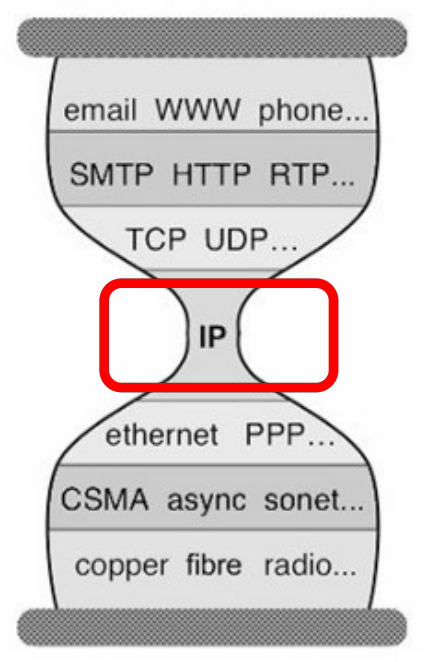 email WWW phone...
SMTP HTTP RTP...
TCP UDP...
IP
ethernet PPP...
CSMA async sonet...
copper fibre radio...